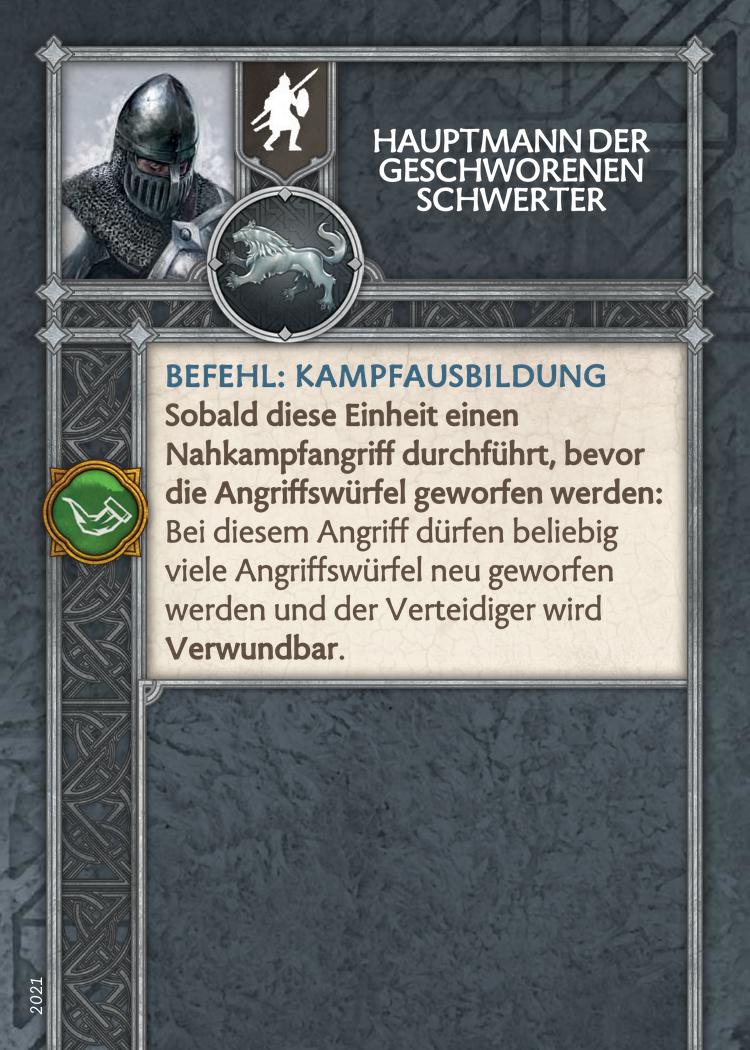 HAUPTMANN DER
GESCHWORENEN
SCHWERTER
BEFEHL: KAMPFAUSBILDUNG
Sobald diese Einheit einen
Nahkampfangriff durchführt, bevor
die Angriffswürfel geworfen werden:
Bei diesem Angriff dürfen beliebig
viele Angriffswürfel neu geworfen
werden und der Verteidiger wird
Verwundbar.
2021